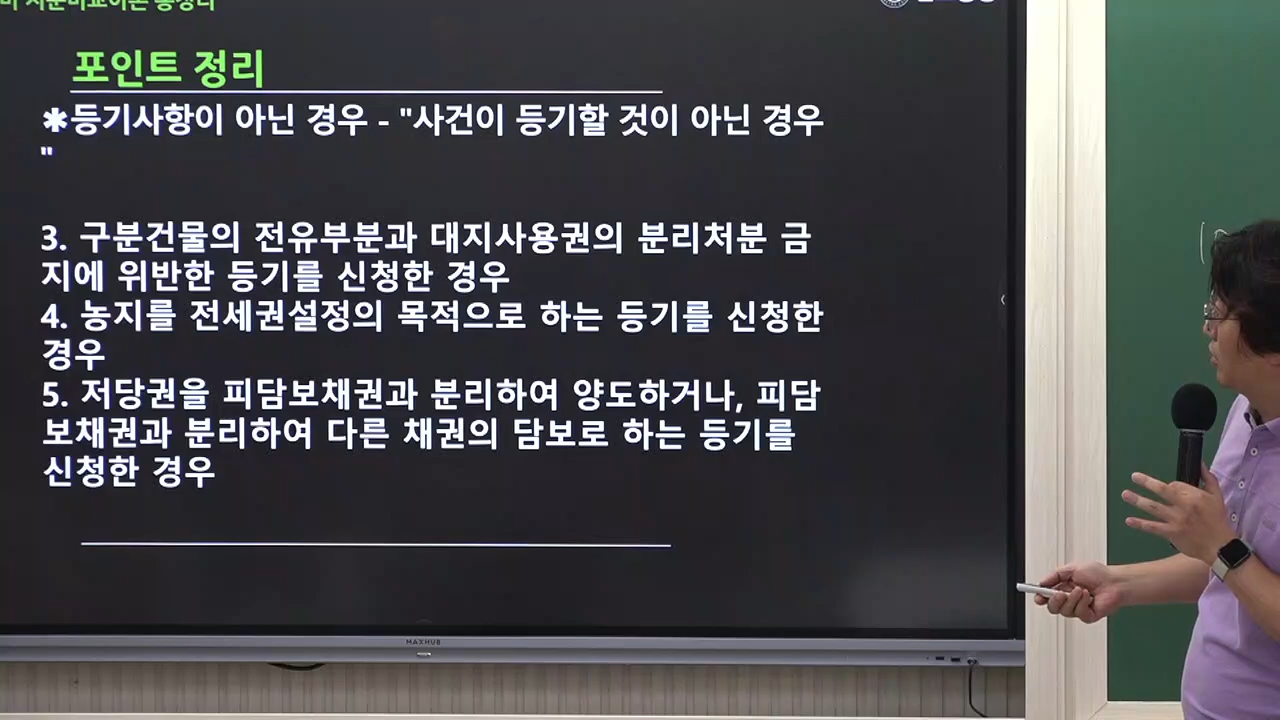 포인트 정리
✱등기사항이 아닌 경우 - "사건이 등기할 것이 아닌 경우
"
3. 구분건물의 전유부분과 대지사용권의 분리처분 금
지에 위반한 등기를 신청한 경우
4. 농지를 전세권설정의 목적으로 하는 등기를 신청한
경우
5. 저당권을 피담보채권과 분리하여 양도하거나, 피담
보채권과 분리하여 다른 채권의 담보로 하는 등기를
신청한 경우
MAXHUB